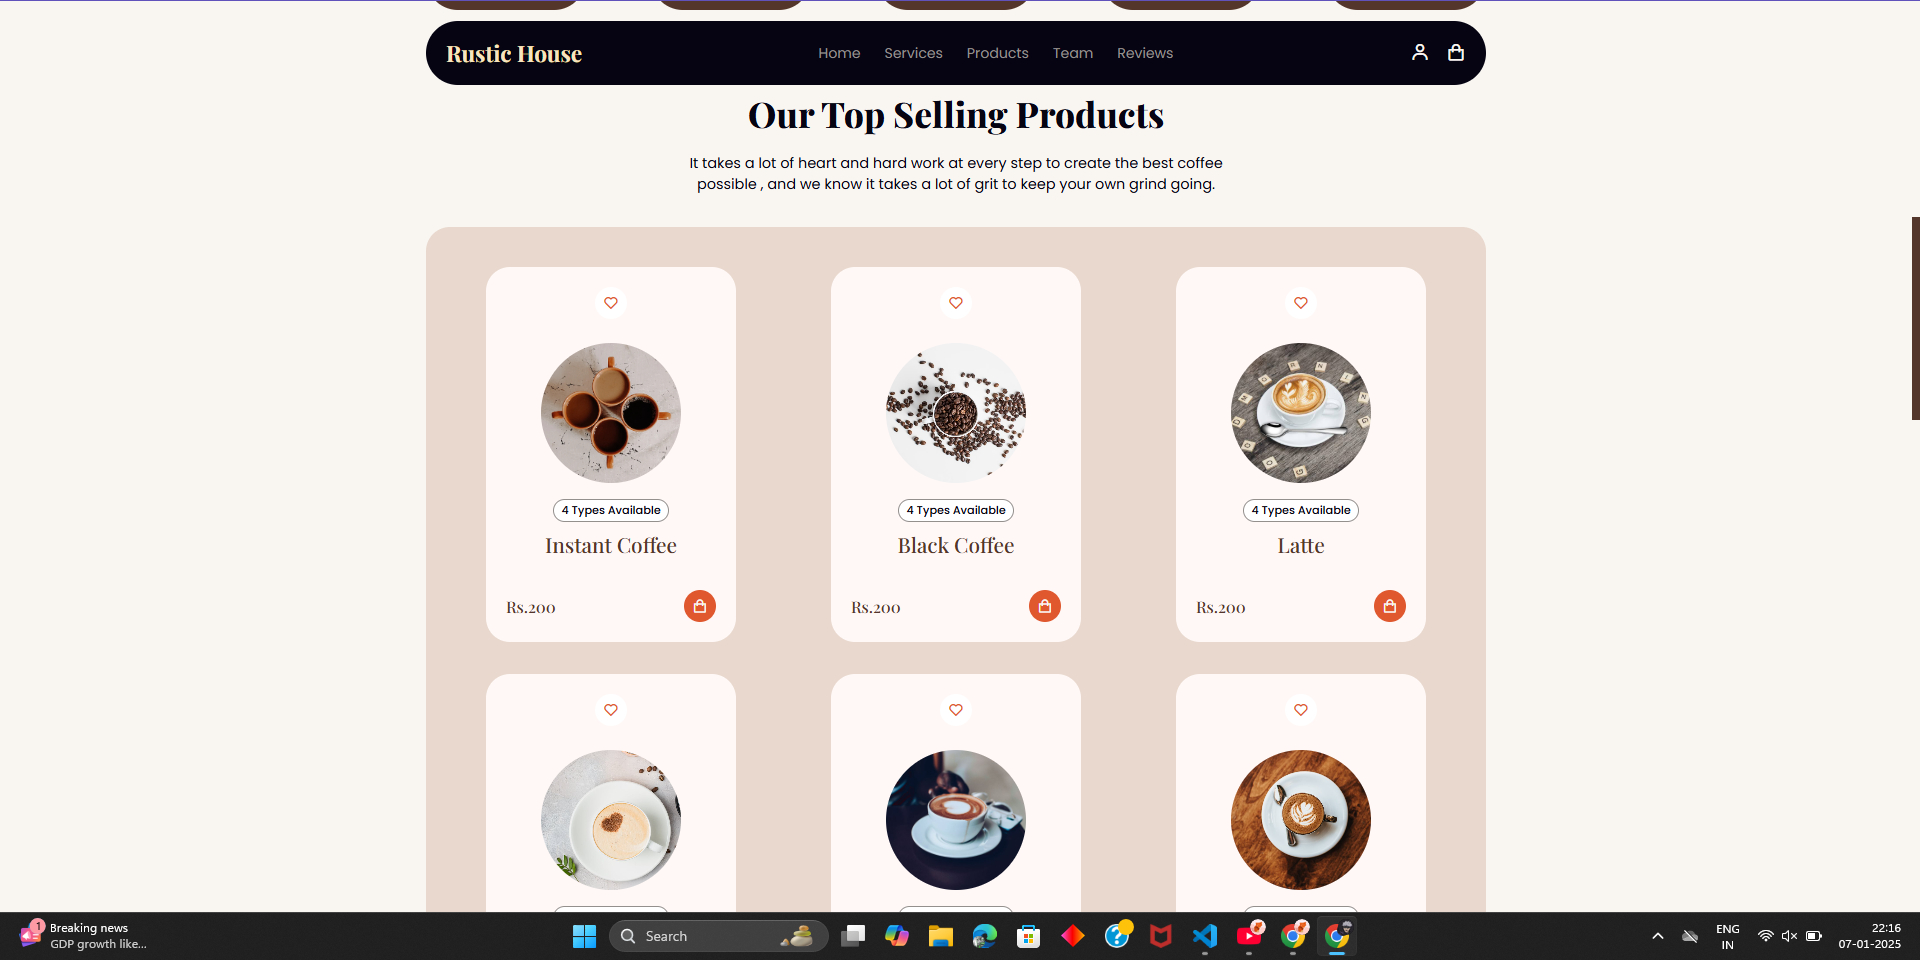 Rustic House
Home Services Products Team Reviews
Our Top Selling Products
It takes a lot of heart and hard work at every step to create the best coffee
possible , and we know it takes a lot of grit to keep your own grind going.
4 Types Available
Instant Coffee
Rs.200
4 Types Available
Black Coffee
Rs.200
4 Types Available
Latte
Rs.200
1
Breaking news
GDP growth like...
Search
ENG
IN
22:16
07-01-2025